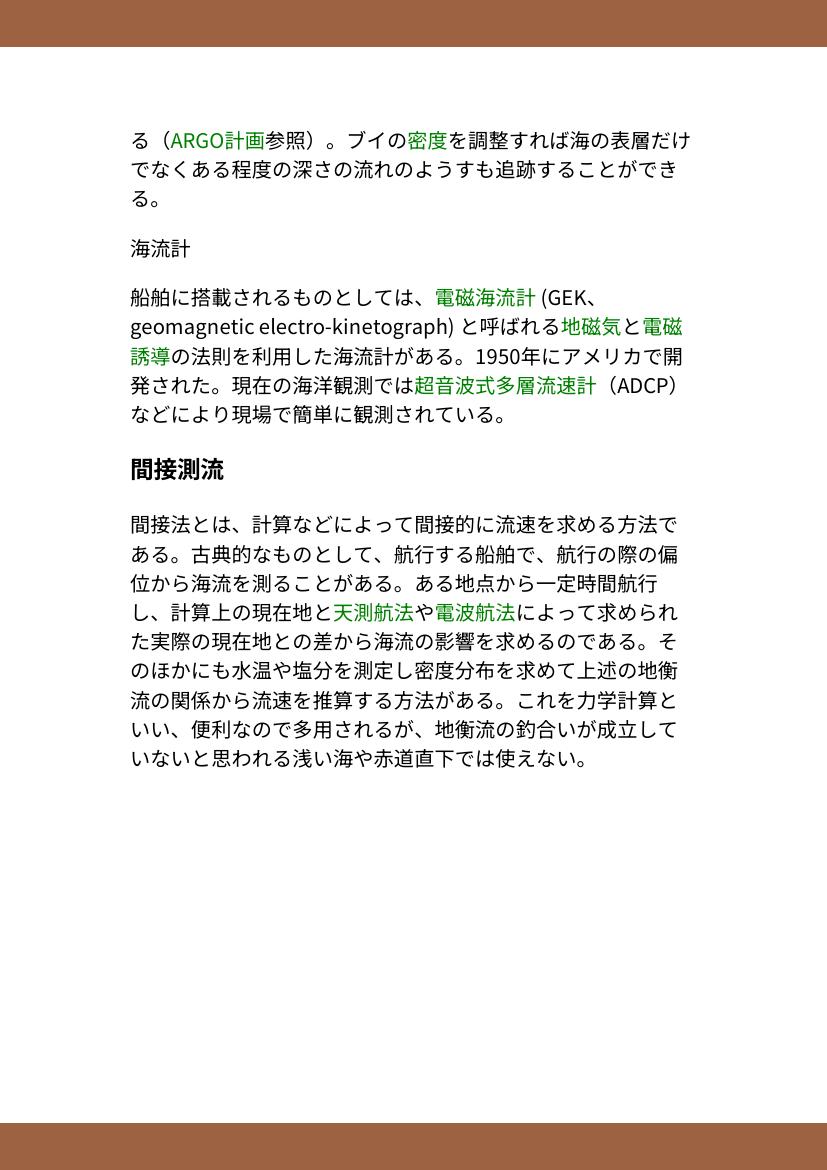 る（ARGO計画参照）。ブイの密度を調整すれば海の表層だけ
でなくある程度の深さの流れのようすも追跡することができ
る。
海流計
船舶に搭載されるものとしては、電磁海流計 (GEK、
geomagnetic electro-kinetograph) と呼ばれる地磁気と電磁
誘導の法則を利用した海流計がある。1950年にアメリカで開
発された。現在の海洋観測では超音波式多層流速計（ADCP）
などにより現場で簡単に観測されている。
間接測流
間接法とは、計算などによって間接的に流速を求める方法で
ある。古典的なものとして、航行する船舶で、航行の際の偏
位から海流を測ることがある。ある地点から一定時間航行
し、計算上の現在地と天測航法や電波航法によって求められ
た実際の現在地との差から海流の影響を求めるのである。そ
のほかにも水温や塩分を測定し密度分布を求めて上述の地衡
流の関係から流速を推算する方法がある。これを力学計算と
いい、便利なので多用されるが、地衡流の釣合いが成立して
いないと思われる浅い海や赤道直下では使えない。